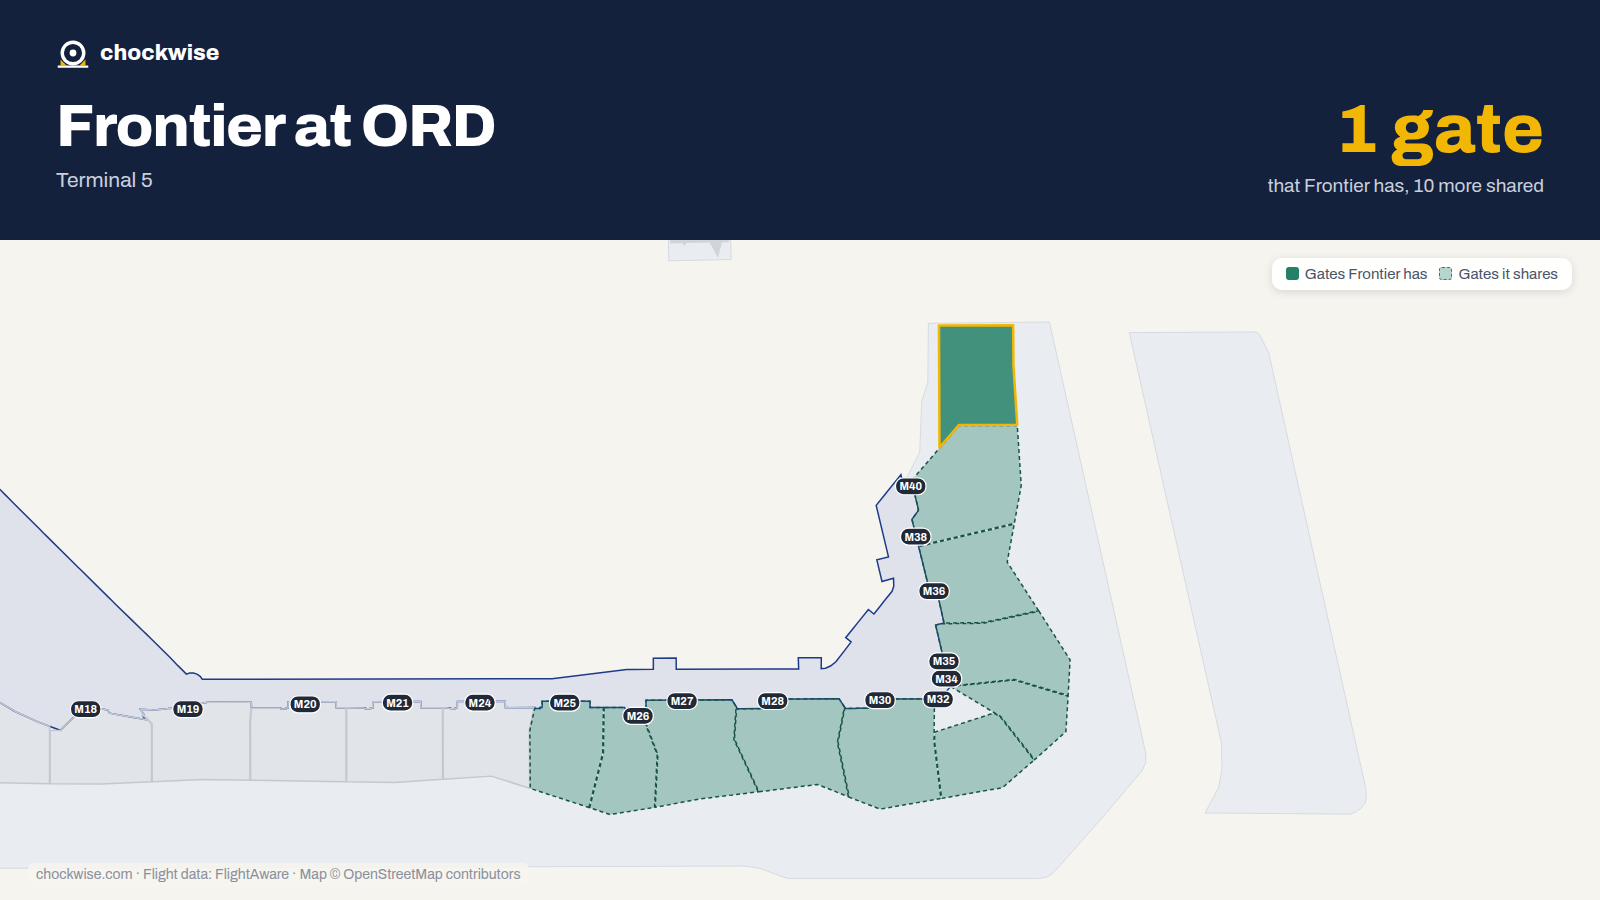 chockwise
Frontier at ORD
Terminal 5
1 gate
that Frontier has, 10 more shared
Gates Frontier has
Gates it shares
M40
M38
M36
M35
M34
M32
M18
M19
M20
M21
M24
M25
M26
M27
M28
M30
chockwise.com · Flight data: FlightAware · Map © OpenStreetMap contributors